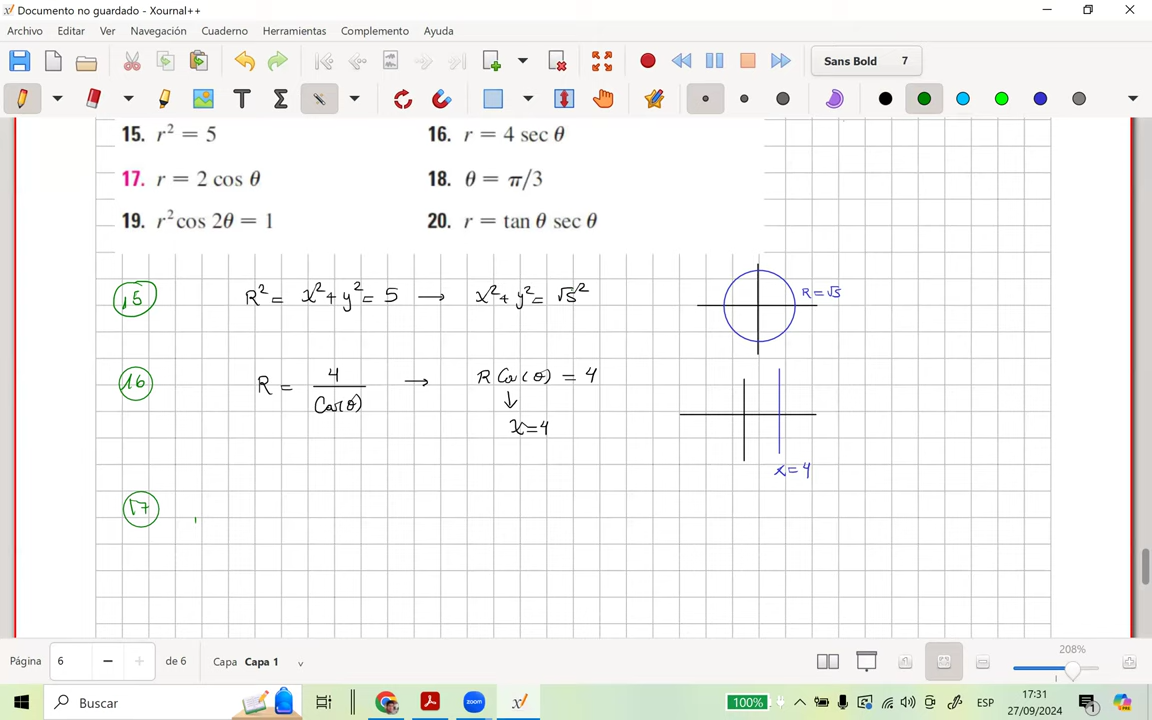 Documento no guardado - Xournal++
Archivo Editar Ver Navegación Cuaderno Herramientas Complemento Ayuda
Sans Bold 7
15. r² = 5 16. r = 4 sec θ
17. r = 2 cos θ 18. θ = π/3
19. r² cos 2θ = 1 20. r = tan θ sec θ
15 R² = x² + y² = 5 → x² + y² = √5² R = √5
16 R = 4/Cos(θ) → R Cos(θ) = 4
↓
x = 4
x = 4
17
Página 6 de 6 Capa Capa 1 208%
Buscar 100% ESP 17:31
27/09/2024